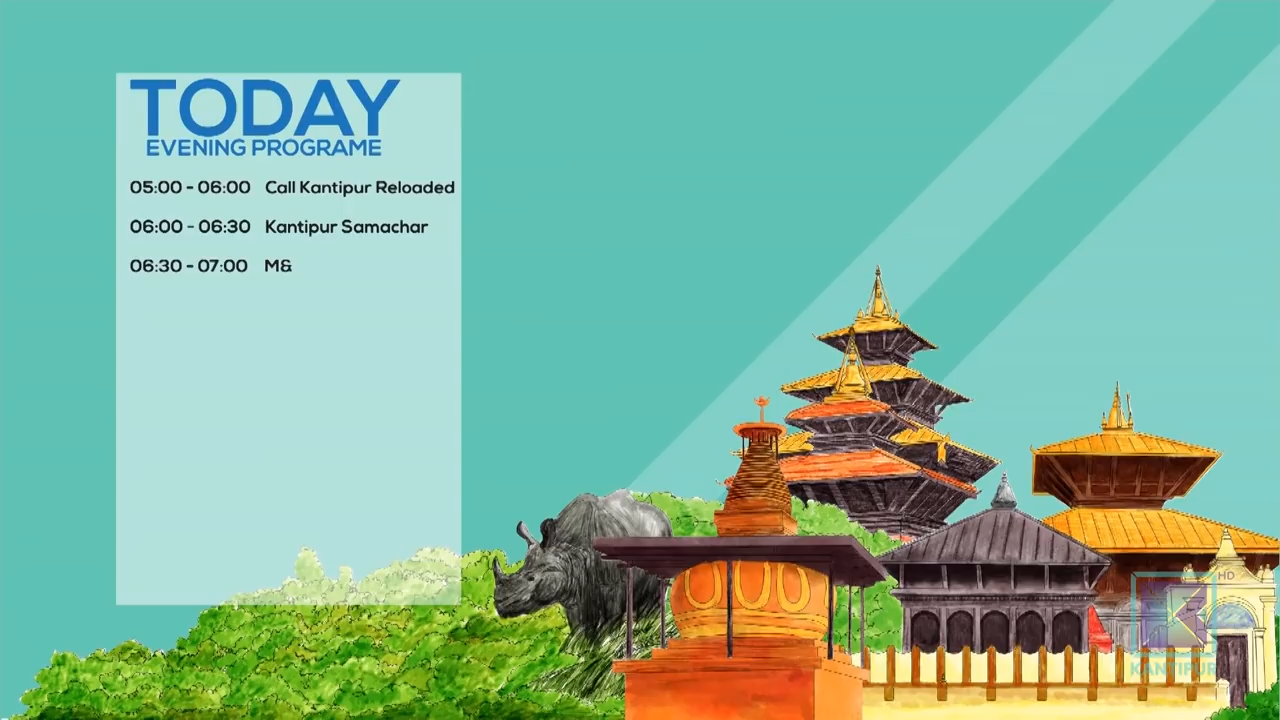 TODAY
EVENING PROGRAME
05:00 - 06:00 Call Kantipur Reloaded
06:00 - 06:30 Kantipur Samachar
06:30 - 07:00 M&
HD
KANTIPUR